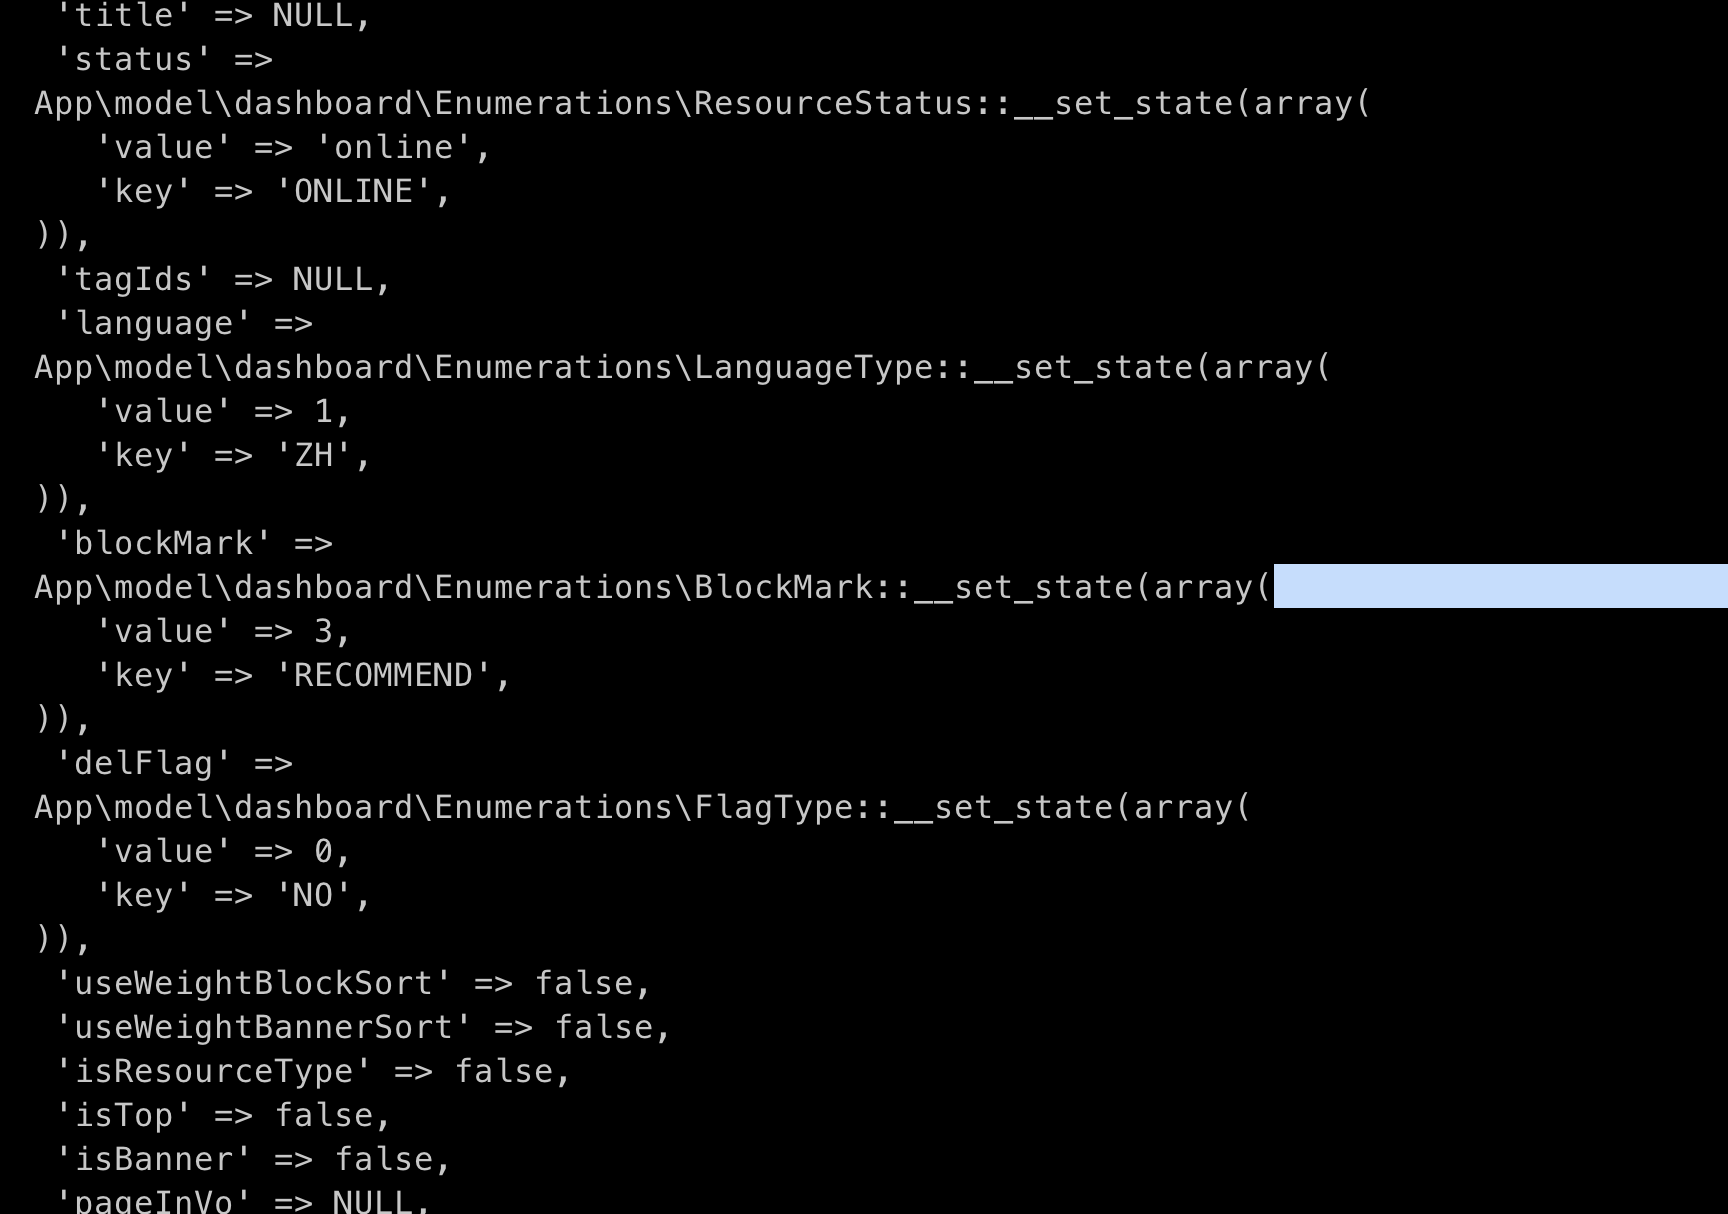 'title' => NULL,
'status' =>
App\model\dashboard\Enumerations\ResourceStatus::__set_state(array(
'value' => 'online',
'key' => 'ONLINE',
)),
'tagIds' => NULL,
'language' =>
App\model\dashboard\Enumerations\LanguageType::__set_state(array(
'value' => 1,
'key' => 'ZH',
)),
'blockMark' =>
App\model\dashboard\Enumerations\BlockMark::__set_state(array(
'value' => 3,
'key' => 'RECOMMEND',
)),
'delFlag' =>
App\model\dashboard\Enumerations\FlagType::__set_state(array(
'value' => 0,
'key' => 'NO',
)),
'useWeightBlockSort' => false,
'useWeightBannerSort' => false,
'isResourceType' => false,
'isTop' => false,
'isBanner' => false,
'pageInVo' => NULL,